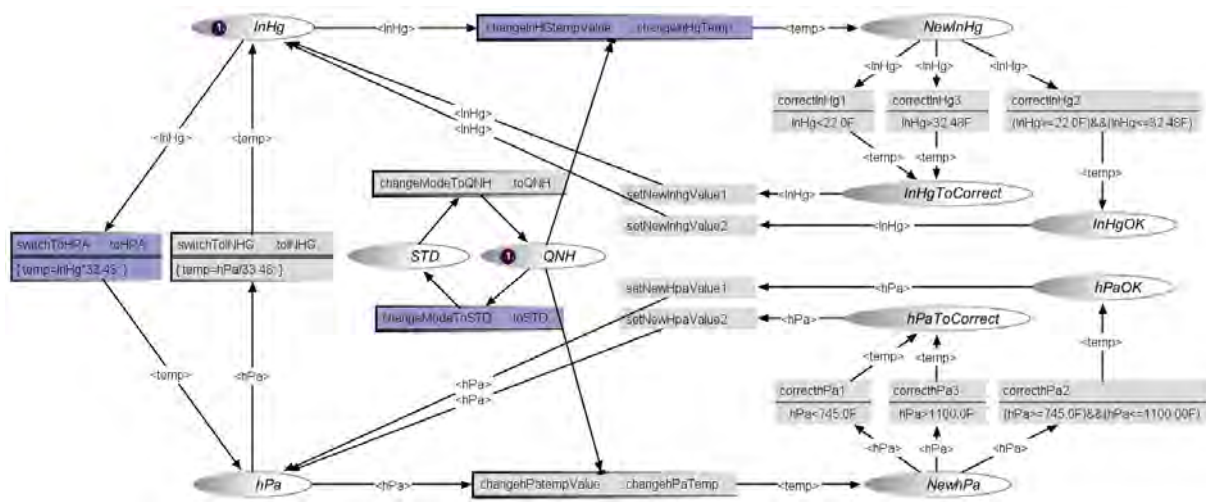 1 InHg
<InHg>
changeInHGtempValue changeInHgTemp
<temp>
NewInHg
<InHg> <InHg> <InHg>
correctInHg1 correctInHg3 correctInHg2
InHg<22.0F InHg>32.48F (InHg>=22.0F)&&(InHg<=32.48F)
<temp> <temp> <temp>
<InHg>
<InHg>
<InHg> <temp>
changeModeToQNH toQNH
setNewInhgValue1 <InHg> InHgToCorrect
setNewInhgValue2 <InHg> InHgOK
switchToHPA toHPA
{ temp=InHg*33.48; }
switchToINHG toINHG
{ temp=hPa/33.48; }
STD 1 QNH
changeModeToSTD toSTD
setNewHpaValue1 <hPa> hPaOK
setNewHpaValue2 <hPa> hPaToCorrect
<temp> <temp> <temp>
<temp> <hPa>
<hPa>
<hPa>
correcthPa1 correcthPa3 correcthPa2
hPa<745.0F hPa>1100.0F (hPa>=745.0F)&&(hPa<=1100.00F)
<hPa> <hPa> <hPa>
hPa
<hPa>
changehPatempValue changehPaTemp
<temp>
NewhPa